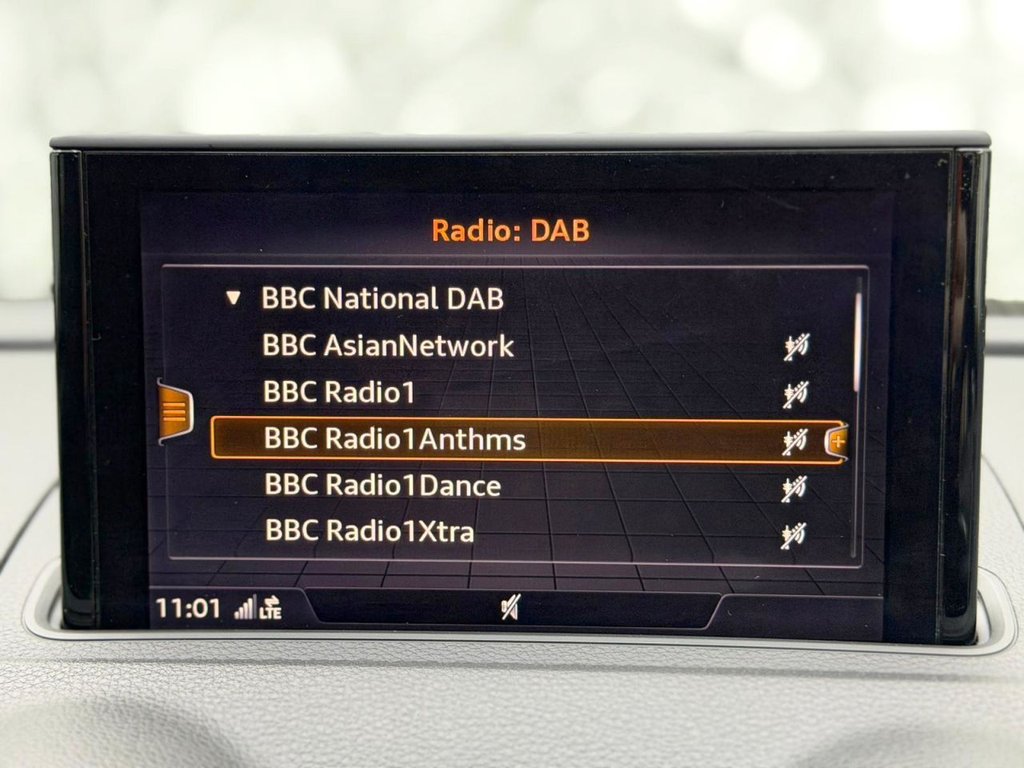 Radio: DAB
BBC National DAB
BBC AsianNetwork
BBC Radio1
BBC Radio1Anthms
BBC Radio1Dance
BBC Radio1Xtra
11:01 LTE